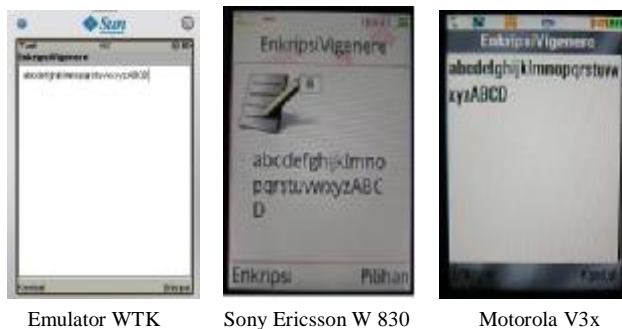 Sun
EnkripsiVigenere
abcdefghijklmnopqrstuvwxyzABCD
EnkripsiVigenere
abcdefghijklmno
pqrstuvwxyzABC
D
Enkripsi Pilihan
EnkripsiVigenere
abcdefghijklmnopqrstuvw
xyzABCD
Emulator WTK Sony Ericsson W 830 Motorola V3x